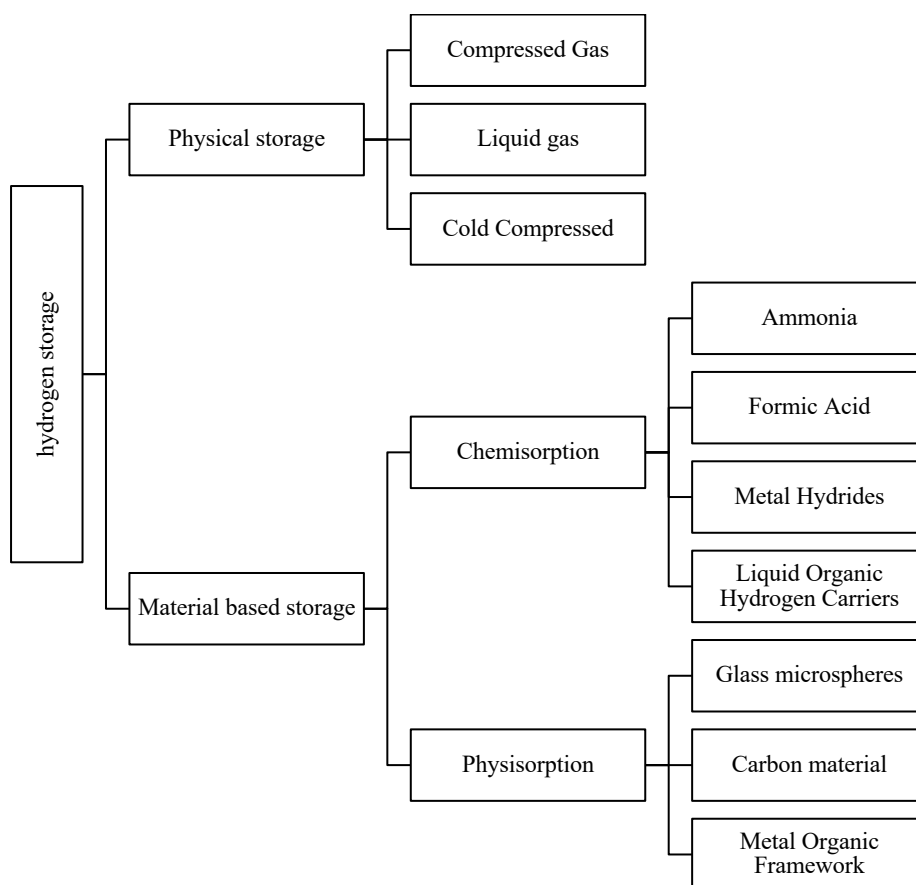 hydrogen storage
Physical storage
Compressed Gas
Liquid gas
Cold Compressed
Material based storage
Chemisorption
Ammonia
Formic Acid
Metal Hydrides
Liquid Organic
Hydrogen Carriers
Physisorption
Glass microspheres
Carbon material
Metal Organic
Framework